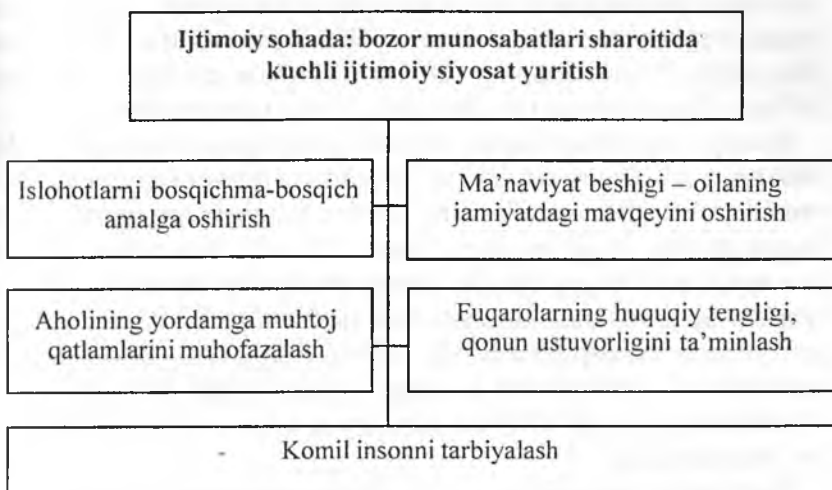 Ijtimoiy sohada: bozor munosabatlari sharoitida
kuchli ijtimoiy siyosat yuritish
Islohotlarni bosqichma-bosqich
amalga oshirish
Ma’naviyat beshigi – oilaning
jamiyatdagi mavqeyini oshirish
Aholining yordamga muhtoj
qatlamlarini muhofazalash
Fuqarolarning huquqiy tengligi,
qonun ustuvorligini ta’minlash
Komil insonni tarbiyalash